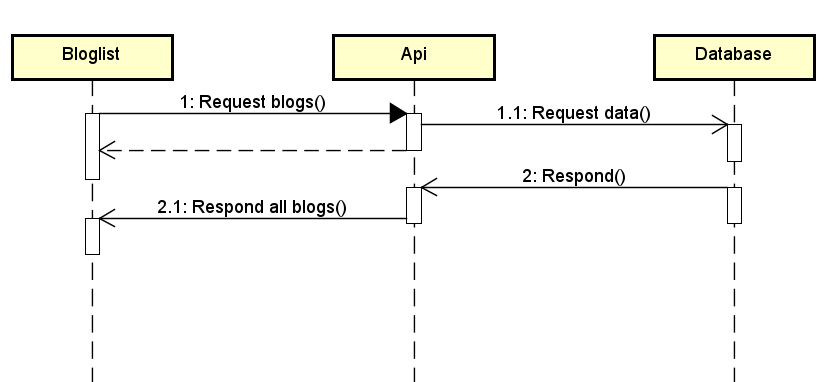 Bloglist
Api
Database
1: Request blogs()
1.1: Request data()
2: Respond()
2.1: Respond all blogs()